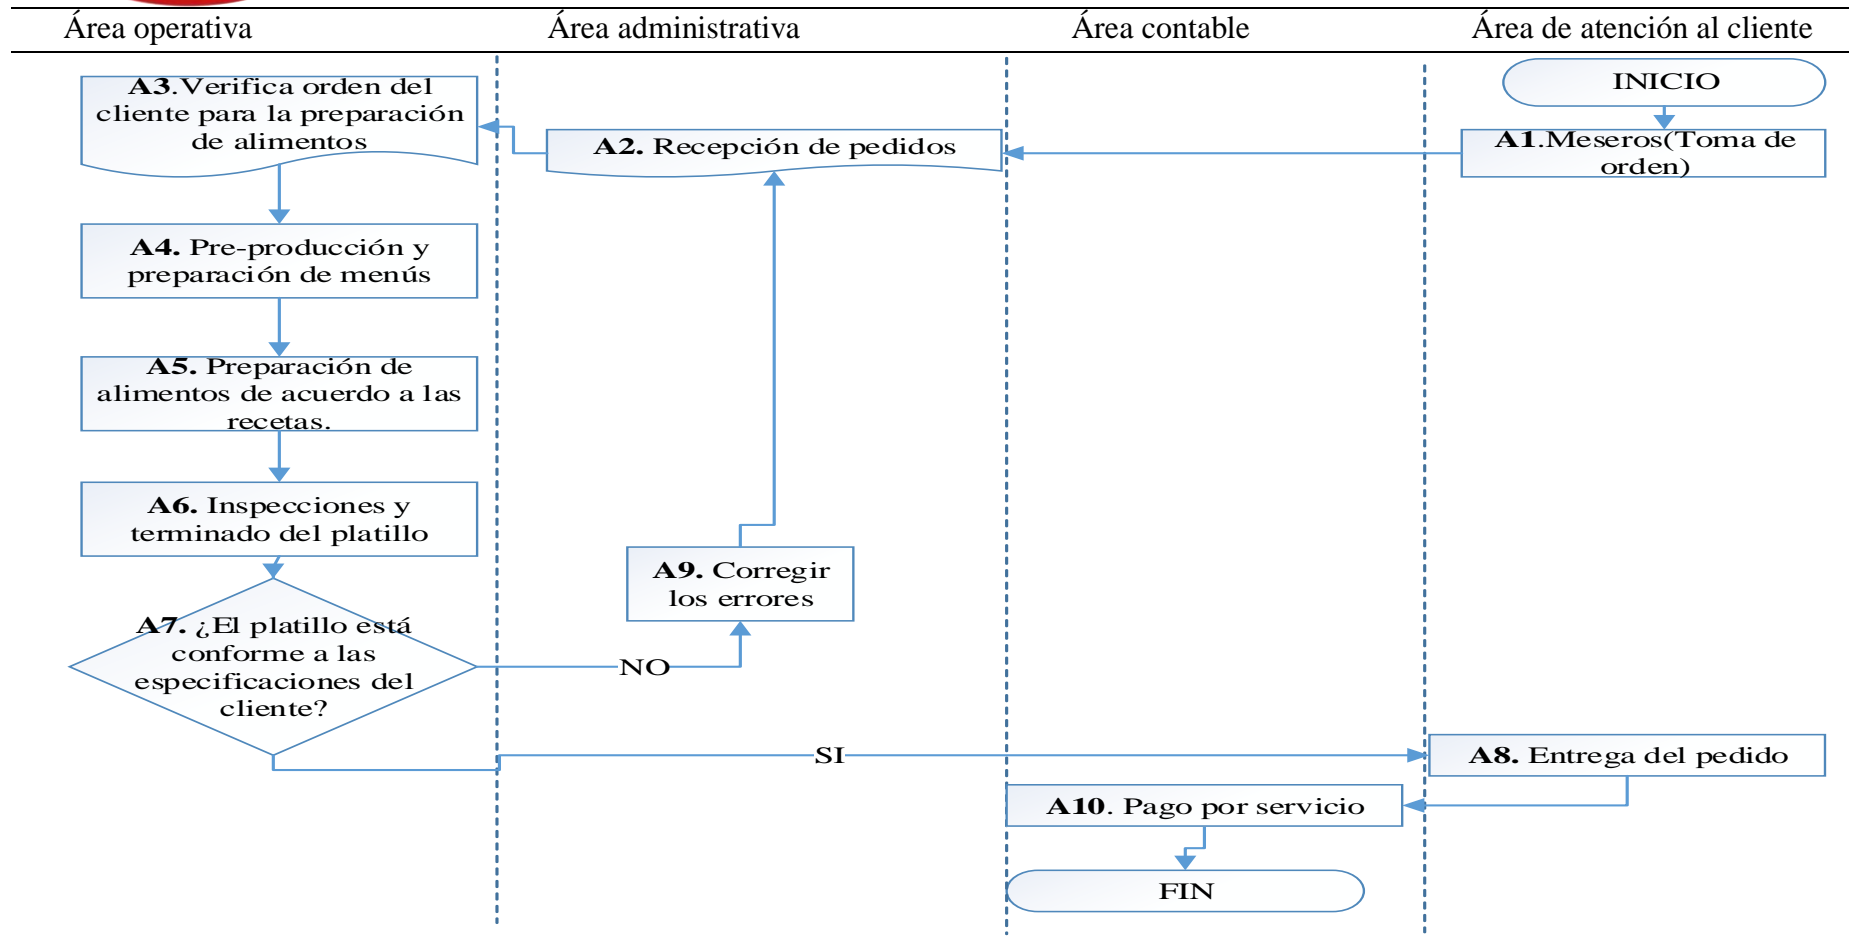 Área operativa
Área administrativa
Área contable
Área de atención al cliente
INICIO
A1.Meseros(Toma de
orden)
A2. Recepción de pedidos
A3.Verifica orden del
cliente para la preparación
de alimentos
A4. Pre-producción y
preparación de menús
A5. Preparación de
alimentos de acuerdo a las
recetas.
A6. Inspecciones y
terminado del platillo
A7. ¿El platillo está
conforme a las
especificaciones del
cliente?
NO
A9. Corregir
los errores
SI
A8. Entrega del pedido
A10. Pago por servicio
FIN